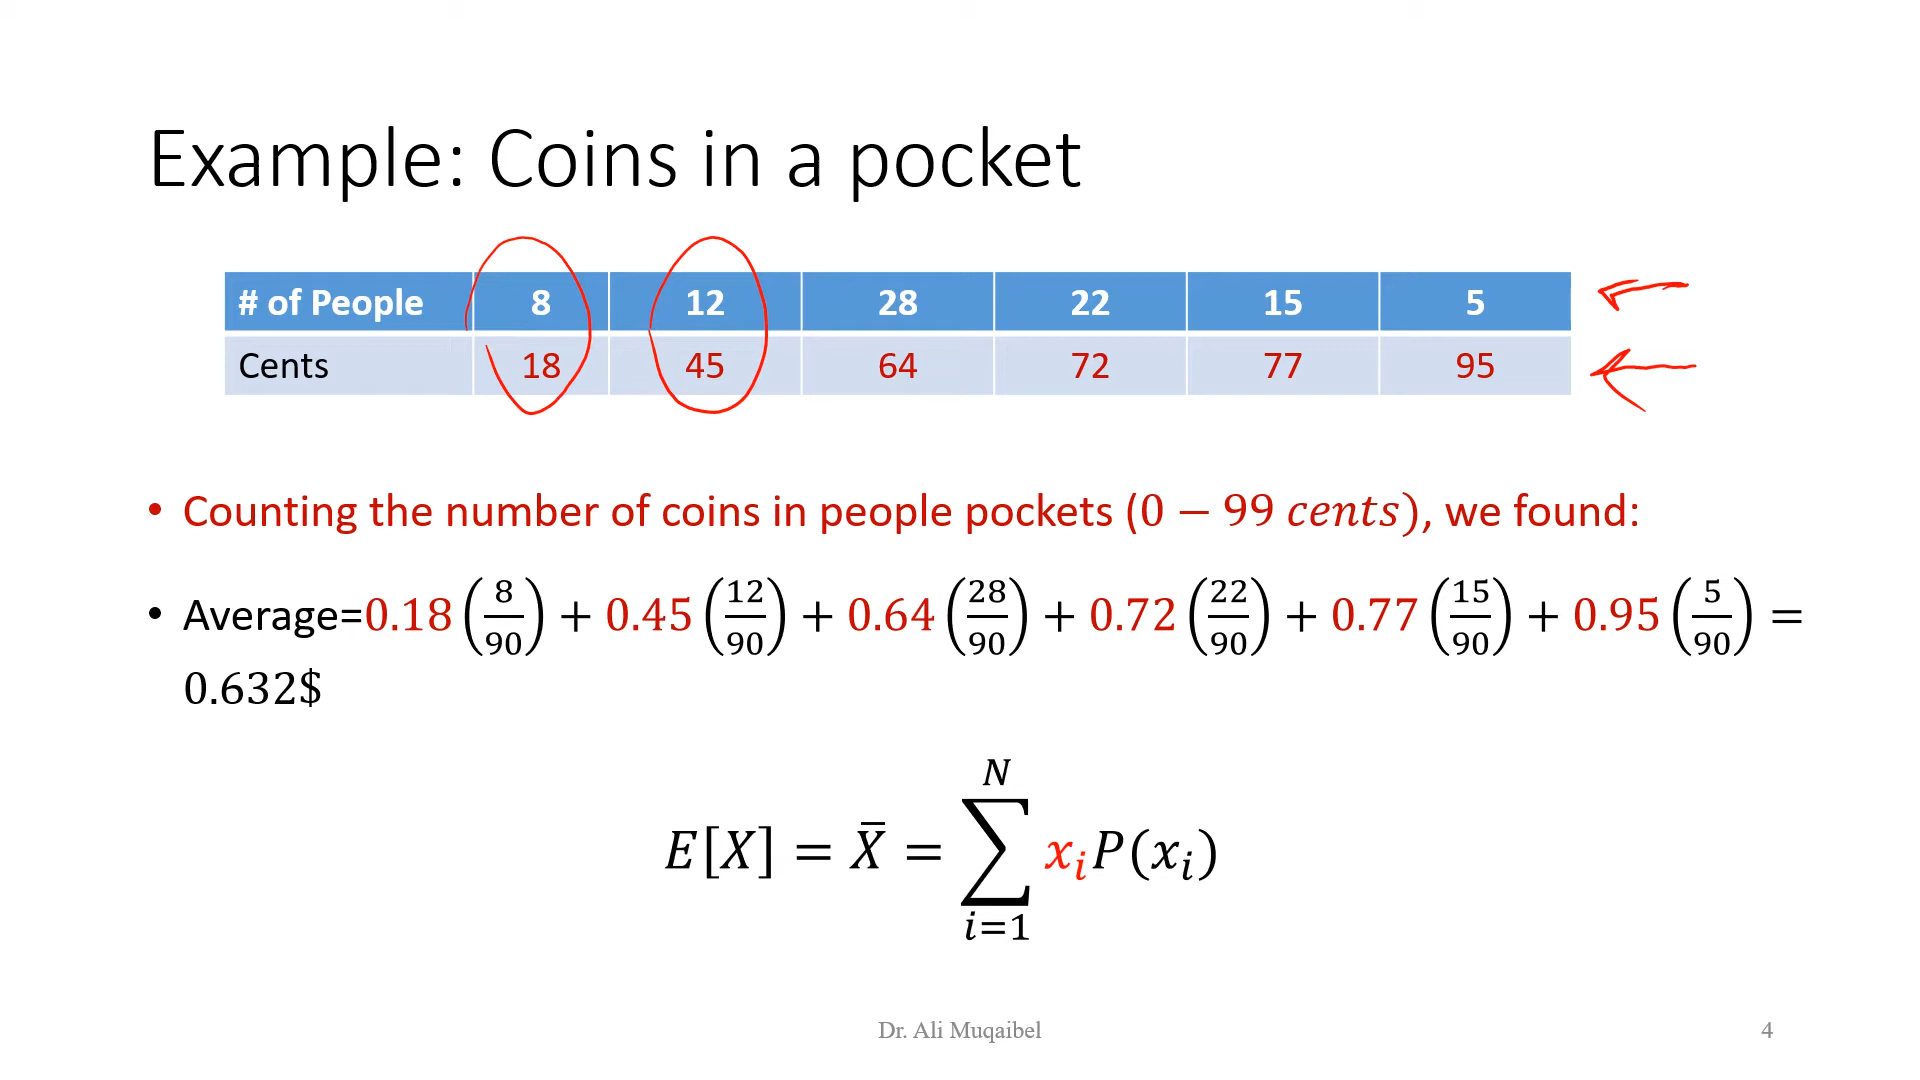 Example: Coins in a pocket
# of People 8 12 28 22 15 5
Cents 18 45 64 72 77 95
• Counting the number of coins in people pockets (0 − 99 cents), we found:
• Average=0.18 (8/90) + 0.45 (12/90) + 0.64 (28/90) + 0.72 (22/90) + 0.77 (15/90) + 0.95 (5/90) =
0.632$
E[X] = X̄ = ∑_{i=1}^{N} x_i P(x_i)
Dr. Ali Muqaibel 4